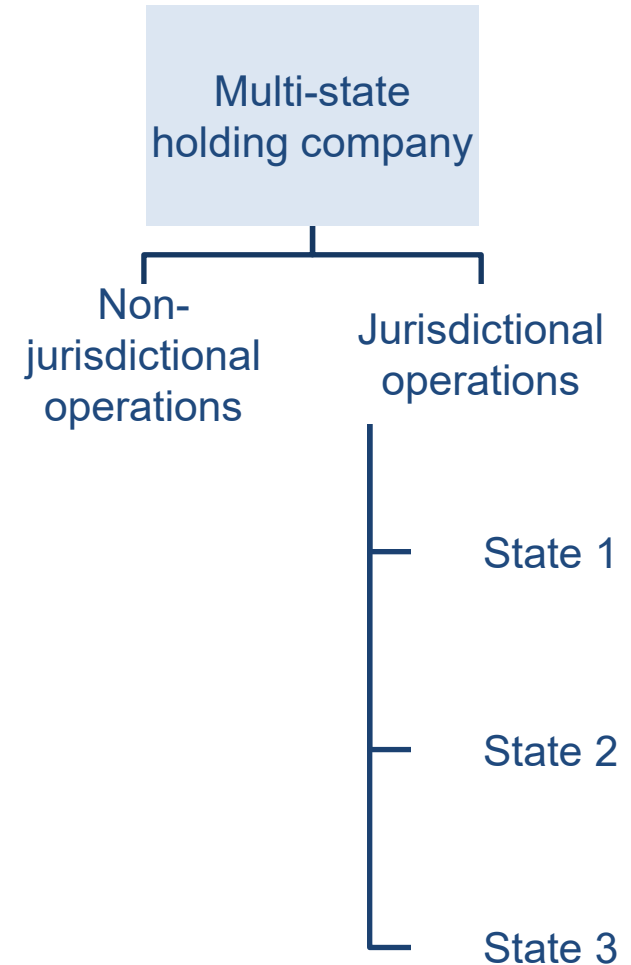 Multi-state
holding company
Non-
jurisdictional
operations
Jurisdictional
operations
State 1
State 2
State 3